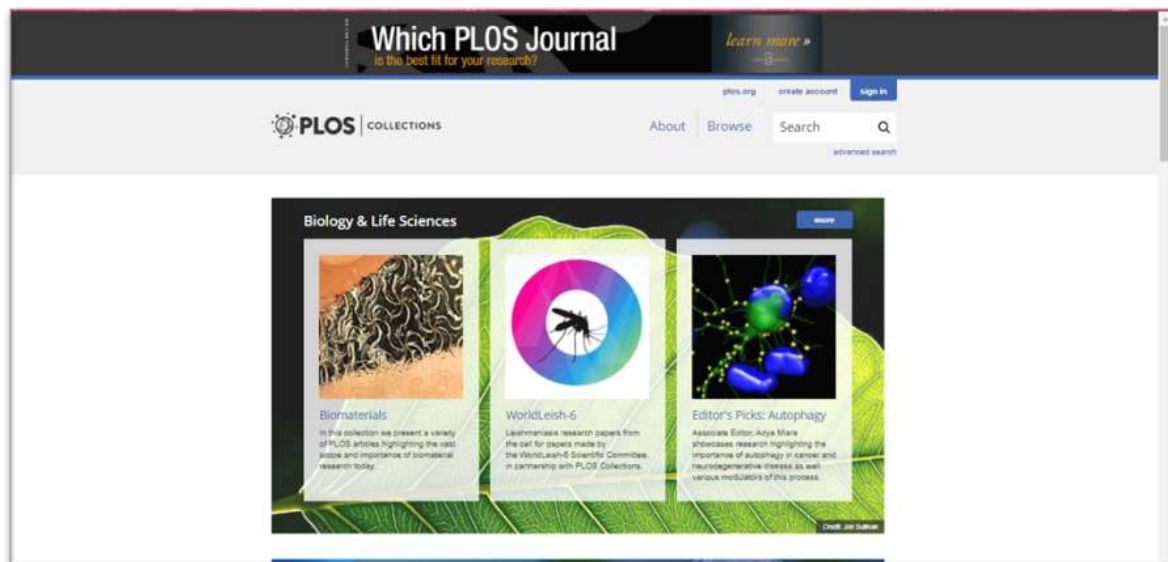 Which PLOS Journal
is the best fit for your research?
learn more »
plos.org create account sign in
PLOS COLLECTIONS
About Browse Search
advanced search
Biology & Life Sciences
more
Biomaterials
In this collection we present a variety
of PLOS articles highlighting the vast
scope and importance of biomaterial
research today.
WorldLeish-6
Leishmaniasis research papers from
the call for papers made by
the WorldLeish-6 Scientific Committee,
in partnership with PLOS Collections.
Editor's Picks: Autophagy
Associate Editor, Adya Misra
showcases research highlighting the
importance of autophagy in cancer and
neurodegenerative disease as well
various modulators of this process.
Credit: Jon Sullivan